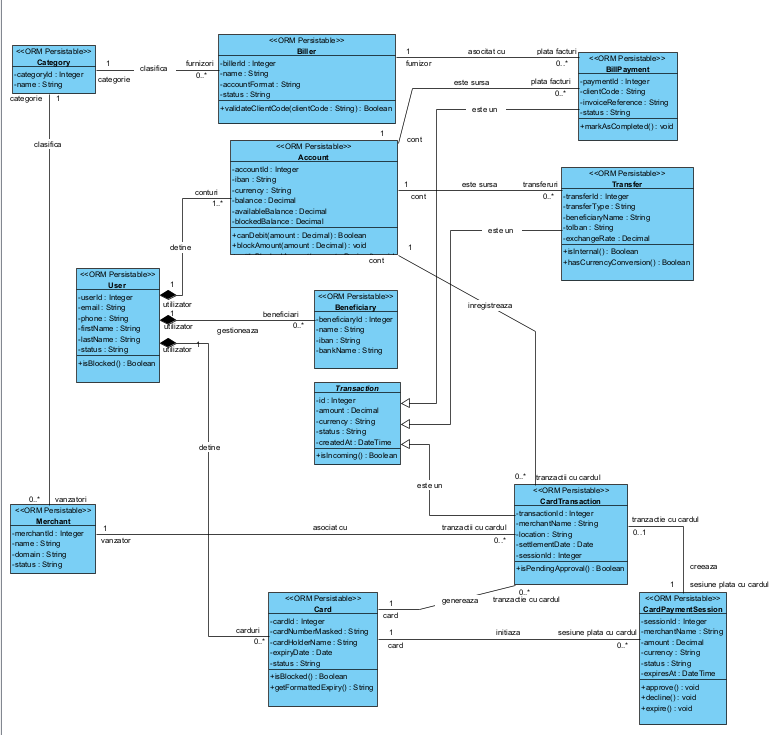 <<ORM Persistable>>
Category
-categoryId : Integer
-name : String
1
categorie
clasifica
furnizori
0..*
<<ORM Persistable>>
Biller
-billerId : Integer
-name : String
-accountFormat : String
-status : String
+validateClientCode(clientCode : String) : Boolean
1
furnizor
asociat cu
plata facturi
0..*
<<ORM Persistable>>
BillPayment
-paymentId : Integer
-clientCode : String
-invoiceReference : String
-status : String
+markAsCompleted() : void
categorie
1
clasifica
1
cont
este sursa
plata facturi
0..*
este un
<<ORM Persistable>>
Account
-accountId : Integer
-iban : String
-currency : String
-balance : Decimal
-availableBalance : Decimal
-blockedBalance : Decimal
+canDebit(amount : Decimal) : Boolean
+blockAmount(amount : Decimal) : void
conturi
1..*
detine
1
cont
este sursa
transferuri
0..*
<<ORM Persistable>>
Transfer
-transferId : Integer
-transferType : String
-beneficiaryName : String
-toIban : String
-exchangeRate : Decimal
+isInternal() : Boolean
+hasCurrencyConversion() : Boolean
este un
1
cont
inregistreaza
<<ORM Persistable>>
User
-userId : Integer
-email : String
-phone : String
-firstName : String
-lastName : String
-status : String
+isBlocked() : Boolean
1
utilizator
1
utilizator
utilizator
1
gestioneaza
beneficiari
0..*
<<ORM Persistable>>
Beneficiary
-beneficiaryId : Integer
-name : String
-iban : String
-bankName : String
<<ORM Persistable>>
Transaction
-id : Integer
-amount : Decimal
-currency : String
-status : String
-createdAt : DateTime
+isIncoming() : Boolean
detine
este un
0..*
tranzactii cu cardul
<<ORM Persistable>>
CardTransaction
-transactionId : Integer
-merchantName : String
-location : String
-settlementDate : Date
-sessionId : Integer
+isPendingApproval() : Boolean
0..*
vanzatori
<<ORM Persistable>>
Merchant
-merchantId : Integer
-name : String
-domain : String
-status : String
1
vanzator
asociat cu
tranzactii cu cardul
0..*
tranzactie cu cardul
0..1
creeaza
1
sesiune plata cu cardul
<<ORM Persistable>>
Card
-cardId : Integer
-cardNumberMasked : String
-cardHolderName : String
-expiryDate : Date
-status : String
+isBlocked() : Boolean
+getFormattedExpiry() : String
carduri
0..*
1
card
genereaza
0..*
tranzactie cu cardul
1
card
initiaza
sesiune plata cu cardul
0..*
<<ORM Persistable>>
CardPaymentSession
-sessionId : Integer
-merchantName : String
-amount : Decimal
-currency : String
-status : String
-expiresAt : DateTime
+approve() : void
+decline() : void
+expire() : void